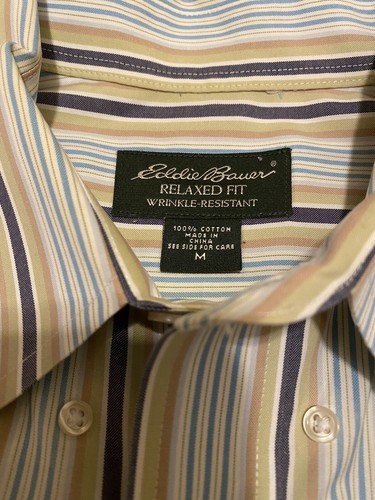 Eddie Bauer
RELAXED FIT
WRINKLE-RESISTANT
100% COTTON
MADE IN
CHINA
SEE SIDE FOR CARE
M